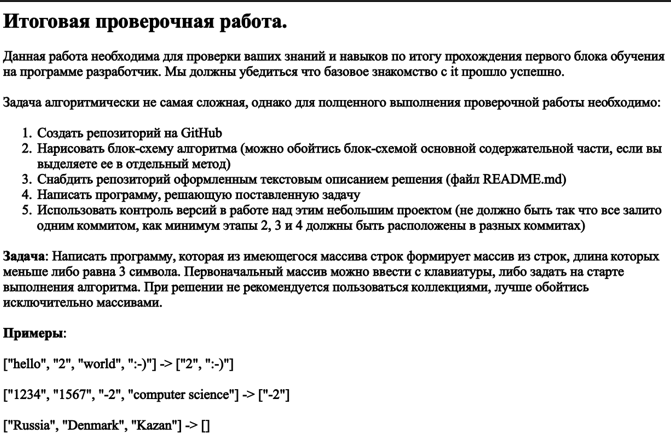 Итоговая проверочная работа.
Данная работа необходима для проверки ваших знаний и навыков по итогу прохождения первого блока обучения
на программе разработчик. Мы должны убедиться что базовое знакомство с it прошло успешно.
Задача алгоритмически не самая сложная, однако для полценного выполнения проверочной работы необходимо:
1. Создать репозиторий на GitHub
2. Нарисовать блок-схему алгоритма (можно обойтись блок-схемой основной содержательной части, если вы
выделяете ее в отдельный метод)
3. Снабдить репозиторий оформленным текстовым описанием решения (файл README.md)
4. Написать программу, решающую поставленную задачу
5. Использовать контроль версий в работе над этим небольшим проектом (не должно быть так что все залито
одним коммитом, как минимум этапы 2, 3 и 4 должны быть расположены в разных коммитах)
Задача: Написать программу, которая из имеющегося массива строк формирует массив из строк, длина которых
меньше либо равна 3 символа. Первоначальный массив можно ввести с клавиатуры, либо задать на старте
выполнения алгоритма. При решении не рекомендуется пользоваться коллекциями, лучше обойтись
исключительно массивами.
Примеры:
["hello", "2", "world", ":-)"] -> ["2", ":-)"]
["1234", "1567", "-2", "computer science"] -> ["-2"]
["Russia", "Denmark", "Kazan"] -> []